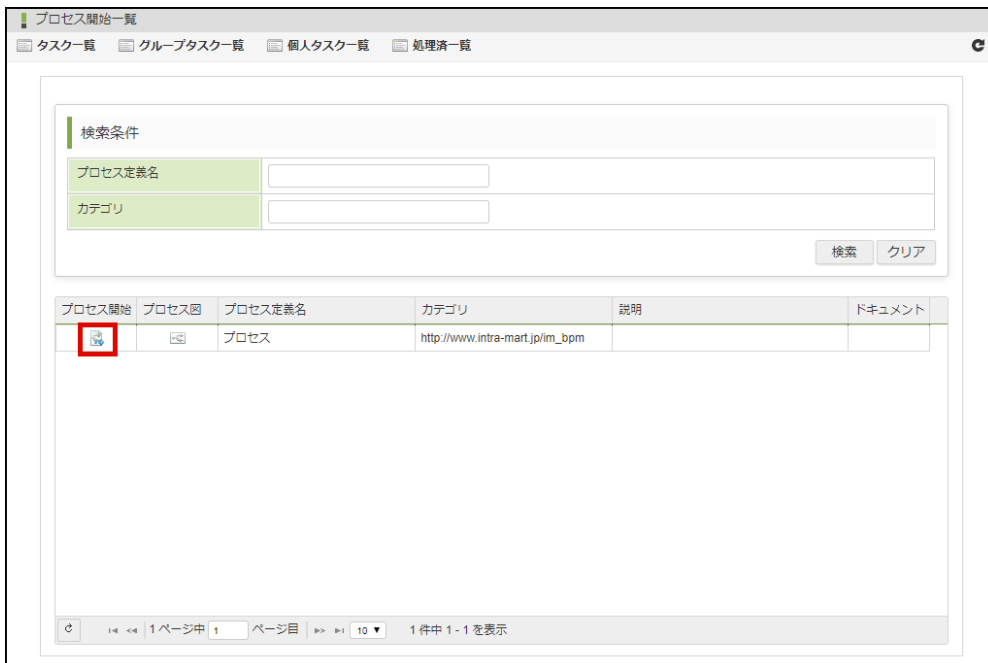 プロセス開始一覧
タスク一覧 グループタスク一覧 個人タスク一覧 処理済一覧
検索条件
プロセス定義名
カテゴリ
検索 クリア
プロセス開始 プロセス図 プロセス定義名 カテゴリ 説明 ドキュメント
プロセス http://www.intra-mart.jp/im_bpm
1 ページ中 1 ページ目 10 1 件中 1 - 1 を表示